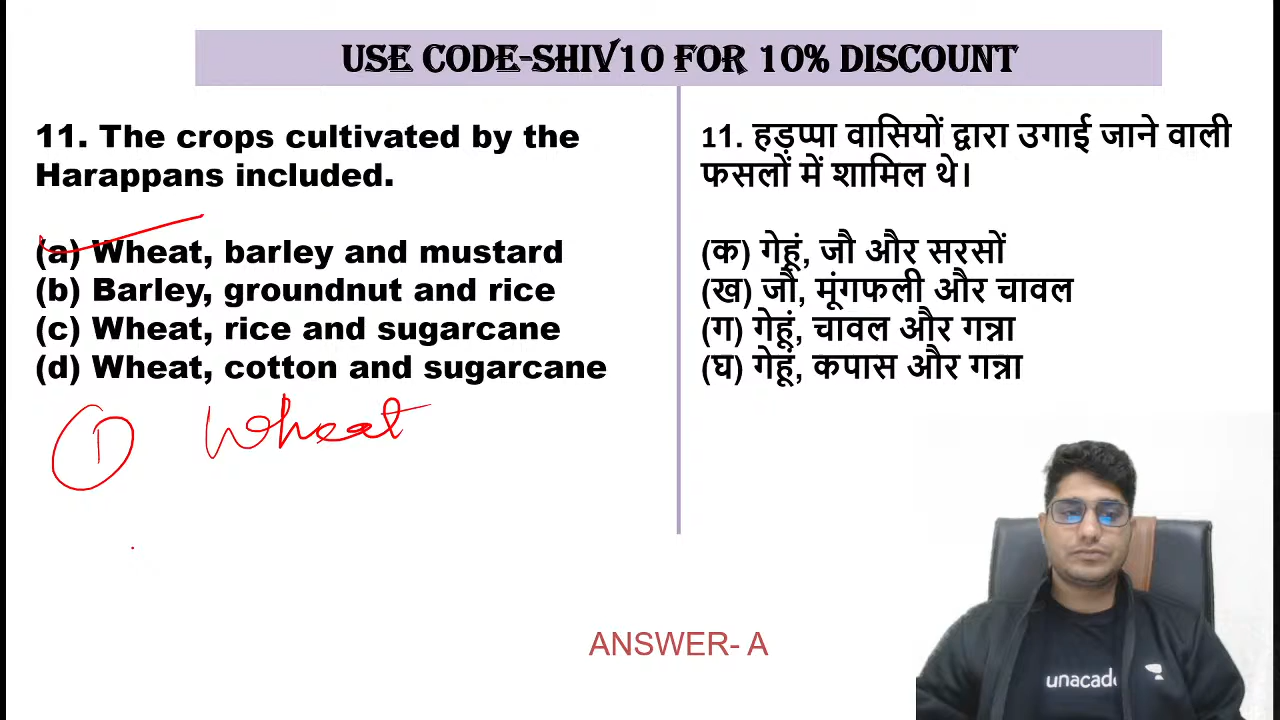 USE CODE-SHIV10 FOR 10% DISCOUNT
11. The crops cultivated by the
Harappans included.
(a) Wheat, barley and mustard
(b) Barley, groundnut and rice
(c) Wheat, rice and sugarcane
(d) Wheat, cotton and sugarcane
① Wheat
11. हड़प्पा वासियों द्वारा उगाई जाने वाली
फसलों में शामिल थे।
(क) गेहूं, जौ और सरसों
(ख) जौ, मूंगफली और चावल
(ग) गेहूं, चावल और गन्ना
(घ) गेहूं, कपास और गन्ना
ANSWER- A